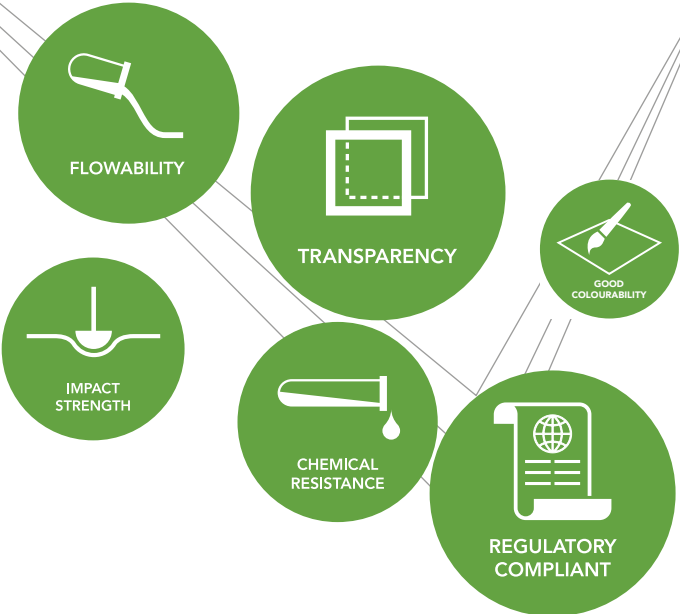 FLOWABILITY
TRANSPARENCY
GOOD
COLOURABILITY
IMPACT
STRENGTH
CHEMICAL
RESISTANCE
REGULATORY
COMPLIANT